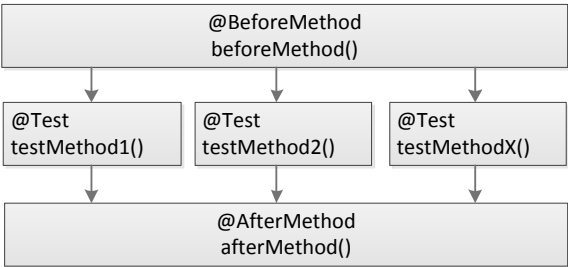 @BeforeMethod
beforeMethod()
@Test
testMethod1()
@Test
testMethod2()
@Test
testMethodX()
@AfterMethod
afterMethod()